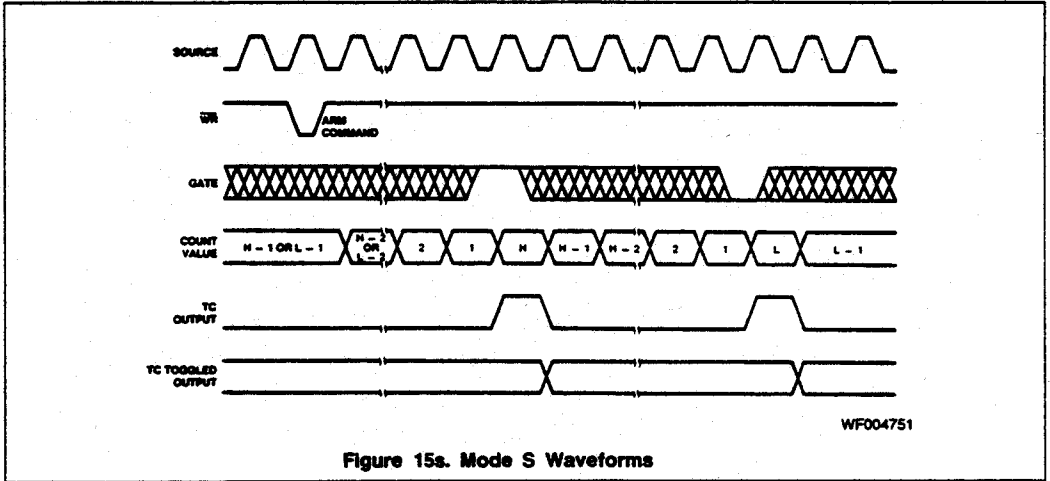 SOURCE
WR
ARM
COMMAND
GATE
COUNT
VALUE
N – 1 OR L – 1
H – 2
OR
L – 2
2
1
H
H – 1
H – 2
2
1
L
L – 1
TC
OUTPUT
TC TOGGLED
OUTPUT
WF004751
Figure 15s. Mode S Waveforms